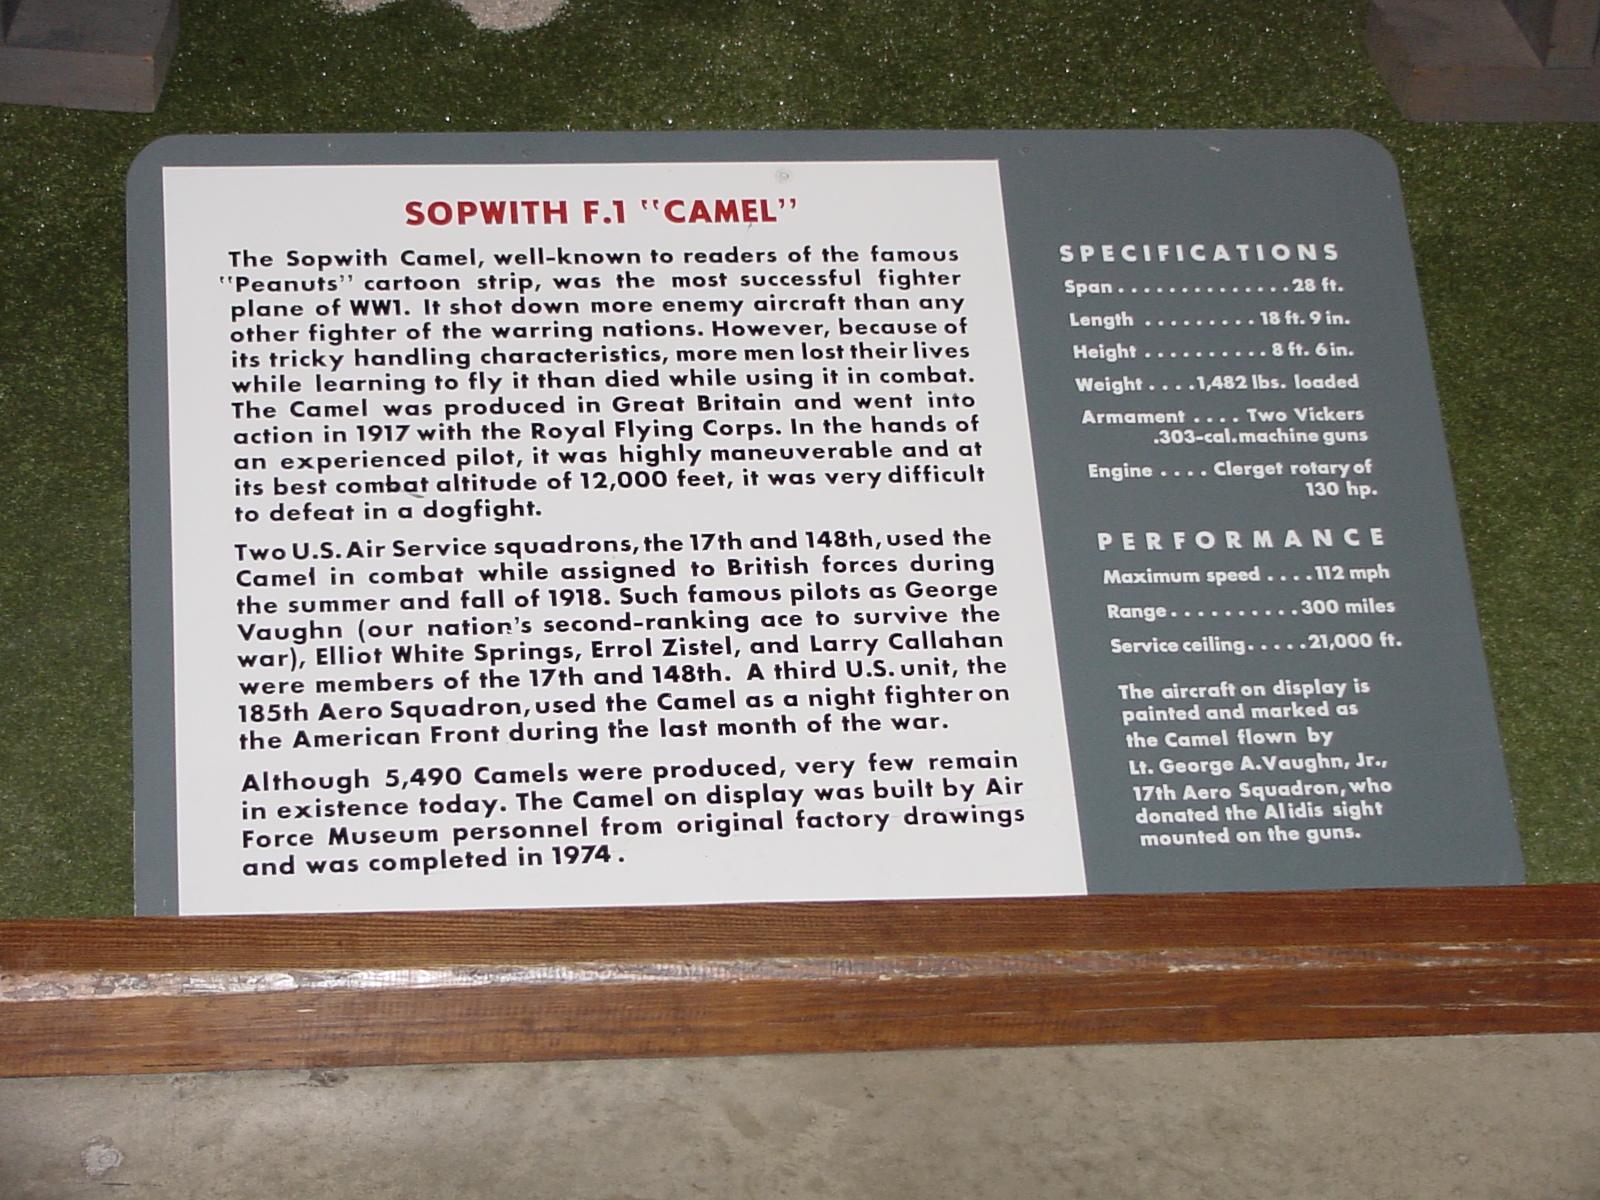 SOPWITH F.1 "CAMEL"
The Sopwith Camel, well-known to readers of the famous
"Peanuts" cartoon strip, was the most successful fighter
plane of WW1. It shot down more enemy aircraft than any
other fighter of the warring nations. However, because of
its tricky handling characteristics, more men lost their lives
while learning to fly it than died while using it in combat.
The Camel was produced in Great Britain and went into
action in 1917 with the Royal Flying Corps. In the hands of
an experienced pilot, it was highly maneuverable and at
its best combat altitude of 12,000 feet, it was very difficult
to defeat in a dogfight.
Two U.S. Air Service squadrons, the 17th and 148th, used the
Camel in combat while assigned to British forces during
the summer and fall of 1918. Such famous pilots as George
Vaughn (our nation's second-ranking ace to survive the
war), Elliot White Springs, Errol Zistel, and Larry Callahan
were members of the 17th and 148th. A third U.S. unit, the
185th Aero Squadron, used the Camel as a night fighter on
the American Front during the last month of the war.
Although 5,490 Camels were produced, very few remain
in existence today. The Camel on display was built by Air
Force Museum personnel from original factory drawings
and was completed in 1974.
SPECIFICATIONS
Span . . . . . . . . . . . . . . 28 ft.
Length . . . . . . . . . 18 ft. 9 in.
Height . . . . . . . . . . 8 ft. 6 in.
Weight . . . . 1,482 lbs. loaded
Armament . . . . Two Vickers
.303-cal. machine guns
Engine . . . . Clerget rotary of
130 hp.
PERFORMANCE
Maximum speed . . . . 112 mph
Range . . . . . . . . . . 300 miles
Service ceiling . . . . . 21,000 ft.
The aircraft on display is
painted and marked as
the Camel flown by
Lt. George A. Vaughn, Jr.,
17th Aero Squadron, who
donated the Alidis sight
mounted on the guns.